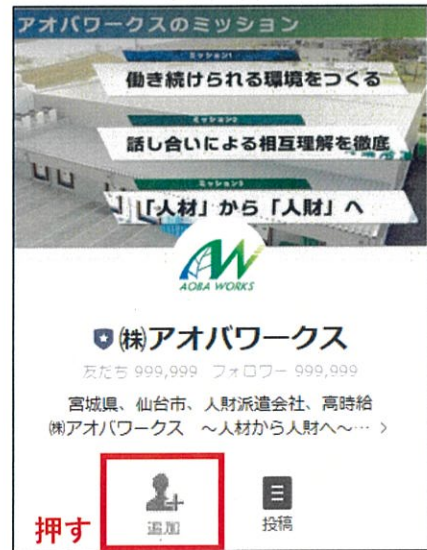 アオバワークスのミッション
ミッション1
働き続けられる環境をつくる
ミッション2
話し合いによる相互理解を徹底
ミッション3
「人材」から「人財」へ
AW
AOBA WORKS
㈱アオバワークス
友だち 999,999 フォロワー 999,999
宮城県、仙台市、人財派遣会社、高時給
㈱アオバワークス ～人材から人財へ～… >
押す
追加
投稿